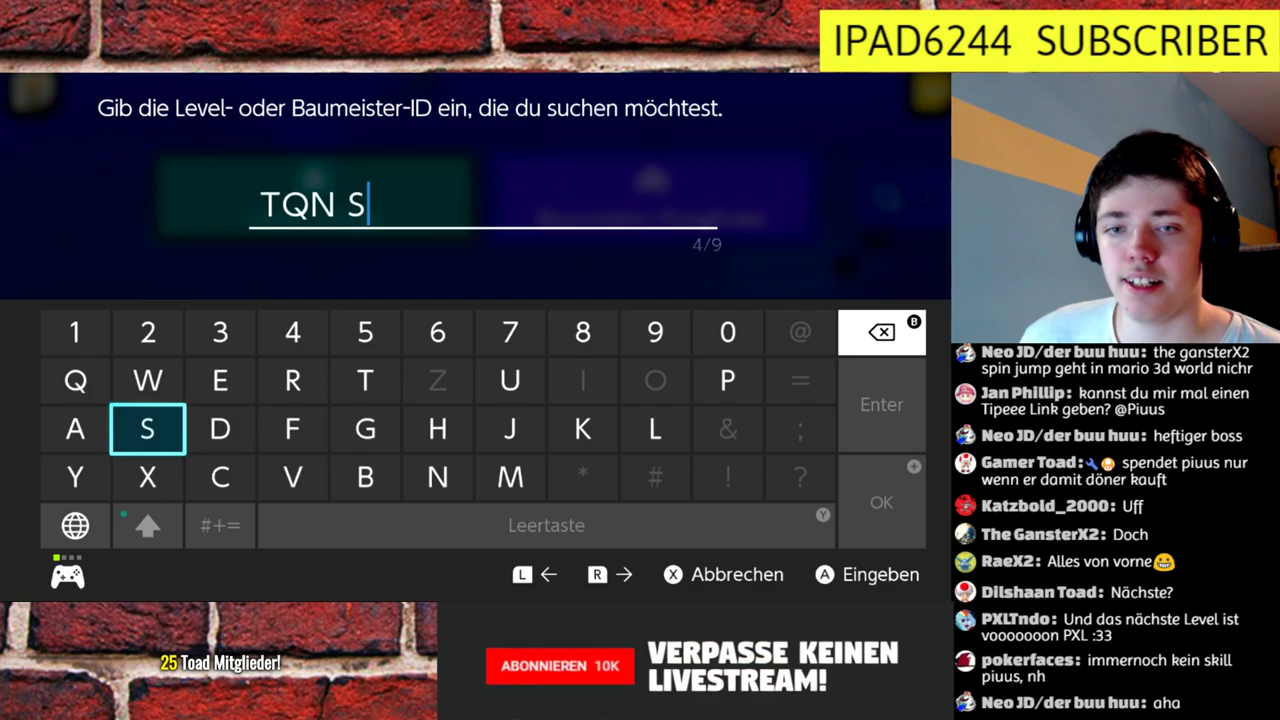 IPAD6244 SUBSCRIBER
Gib die Level- oder Baumeister-ID ein, die du suchen möchtest.
TQN S
4/9
1 2 3 4 5 6 7 8 9 0 @
B
Q W E R T Z U I O P =
A S D F G H J K L & ;
Enter
Y X C V B N M * # ! ?
#+= Leertaste Y
OK
L ← R → X Abbrechen A Eingeben
Neo JD/der buu huu: the gansterX2
spin jump geht in mario 3d world nichr
Jan Phillip: kannst du mir mal einen
Tipeee Link geben? @Piuus
Neo JD/der buu huu: heftiger boss
Gamer Toad: spendet piuus nur
wenn er damit döner kauft
Katzbold_2000: Uff
The GansterX2: Doch
RaeX2: Alles von vorne
Dilshaan Toad: Nächste?
PXLTndo: Und das nächste Level ist
vooooooon PXL :33
pokerfaces: immernoch kein skill
piuus, nh
Neo JD/der buu huu: aha
25 Toad Mitglieder!
ABONNIEREN 10K
VERPASSE KEINEN
LIVESTREAM!